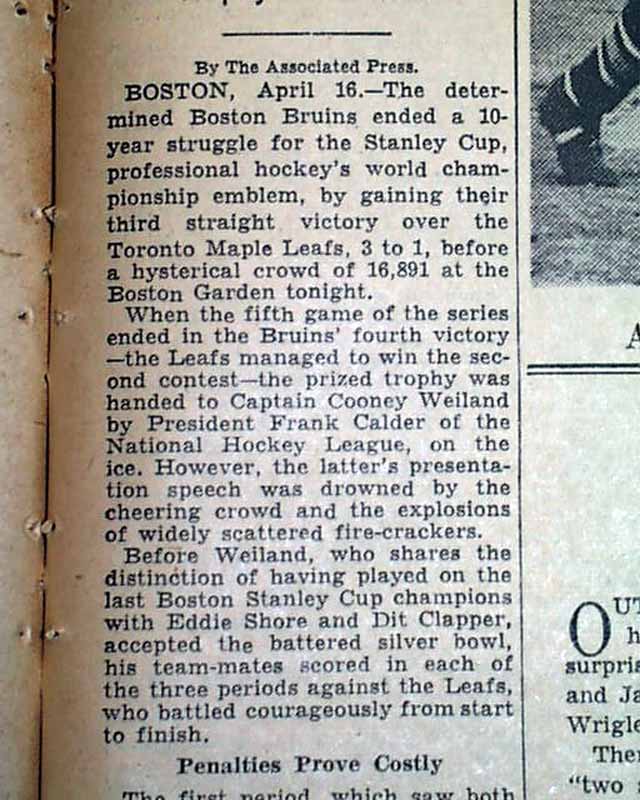 By The Associated Press.
BOSTON, April 16.—The deter-
mined Boston Bruins ended a 10-
year struggle for the Stanley Cup,
professional hockey's world cham-
pionship emblem, by gaining their
third straight victory over the
Toronto Maple Leafs, 3 to 1, before
a hysterical crowd of 16,891 at the
Boston Garden tonight.
When the fifth game of the series
ended in the Bruins' fourth victory
—the Leafs managed to win the sec-
ond contest—the prized trophy was
handed to Captain Cooney Weiland
by President Frank Calder of the
National Hockey League, on the
ice. However, the latter's presenta-
tion speech was drowned by the
cheering crowd and the explosions
of widely scattered fire-crackers.
Before Weiland, who shares the
distinction of having played on the
last Boston Stanley Cup champions
with Eddie Shore and Dit Clapper,
accepted the battered silver bowl,
his team-mates scored in each of
the three periods against the Leafs,
who battled courageously from start
to finish.
Penalties Prove Costly
The first period, which saw both
A
OUT
h
surpris
and Ja
Wrigle
Ther
"two